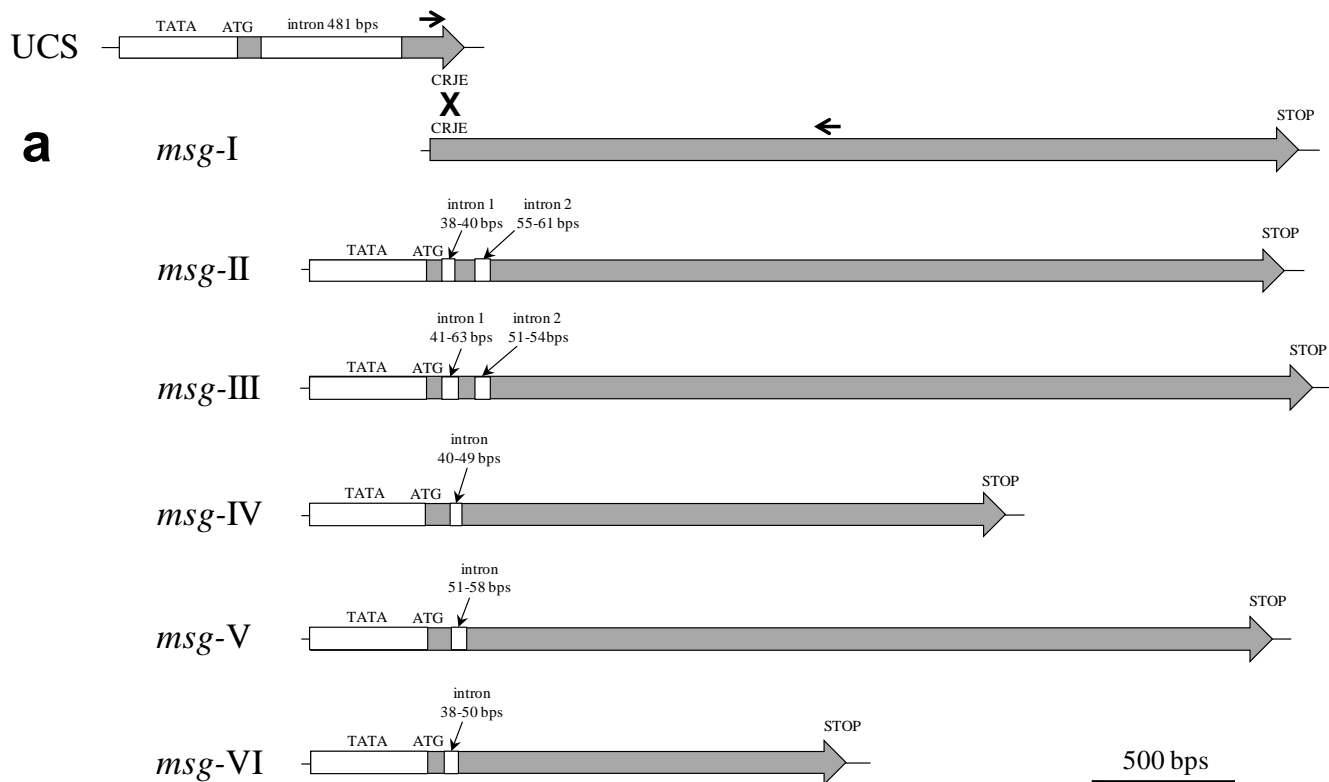 TATA ATG intron 481 bps
UCS
CRJE
X
CRJE
STOP
a
msg-I
intron 1 intron 2
38-40 bps 55-61 bps
STOP
TATA ATG
msg-II
intron 1 intron 2
41-63 bps 51-54bps
STOP
TATA ATG
msg-III
intron
40-49 bps
STOP
TATA ATG
msg-IV
intron
51-58 bps
STOP
TATA ATG
msg-V
intron
38-50 bps
STOP
TATA ATG
msg-VI
500 bps